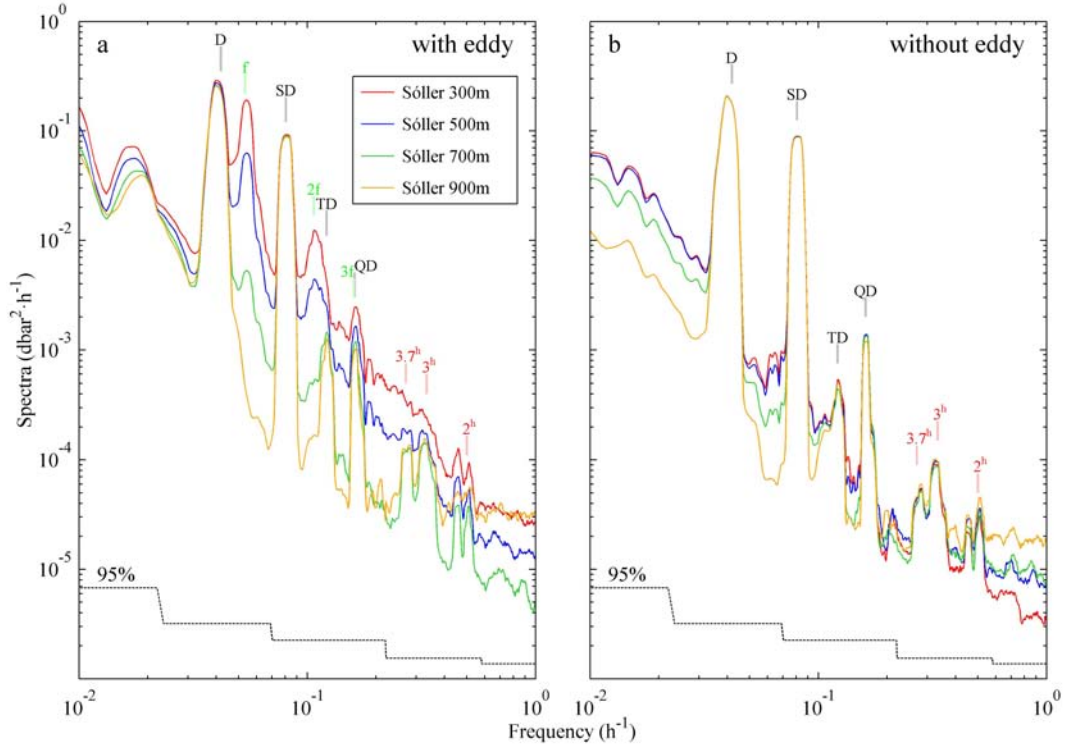 a
with eddy
D
f
SD
Sóller 300m
Sóller 500m
Sóller 700m
Sóller 900m
2f
TD
3f
QD
3.7ʰ
3ʰ
2ʰ
95%
10⁰
10⁻¹
10⁻²
10⁻³
10⁻⁴
10⁻⁵
Spectra (dbar²·h⁻¹)
10⁻²
10⁻¹
10⁰
b
without eddy
D
SD
TD
QD
3.7ʰ
3ʰ
2ʰ
95%
10⁻²
10⁻¹
10⁰
Frequency (h⁻¹)